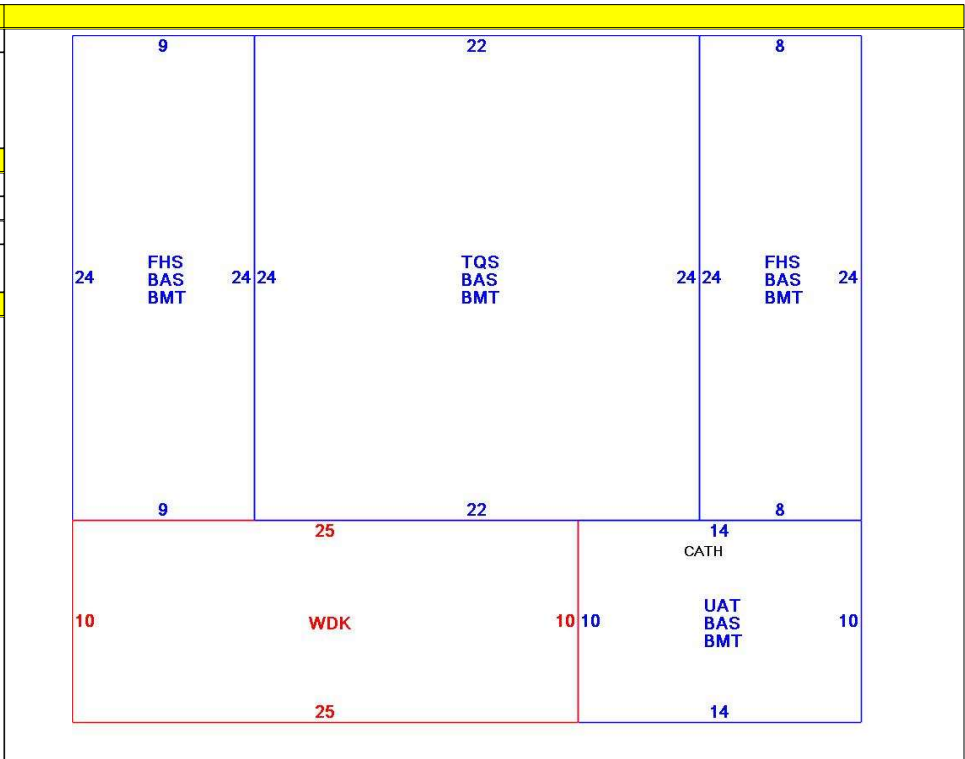 9 22 8
FHS TQS FHS
24 BAS 24 24 BAS 24 24 BAS 24
BMT BMT BMT
9 22 8
25 14
CATH
UAT
10 WDK 10 10 BAS 10
BMT
25 14